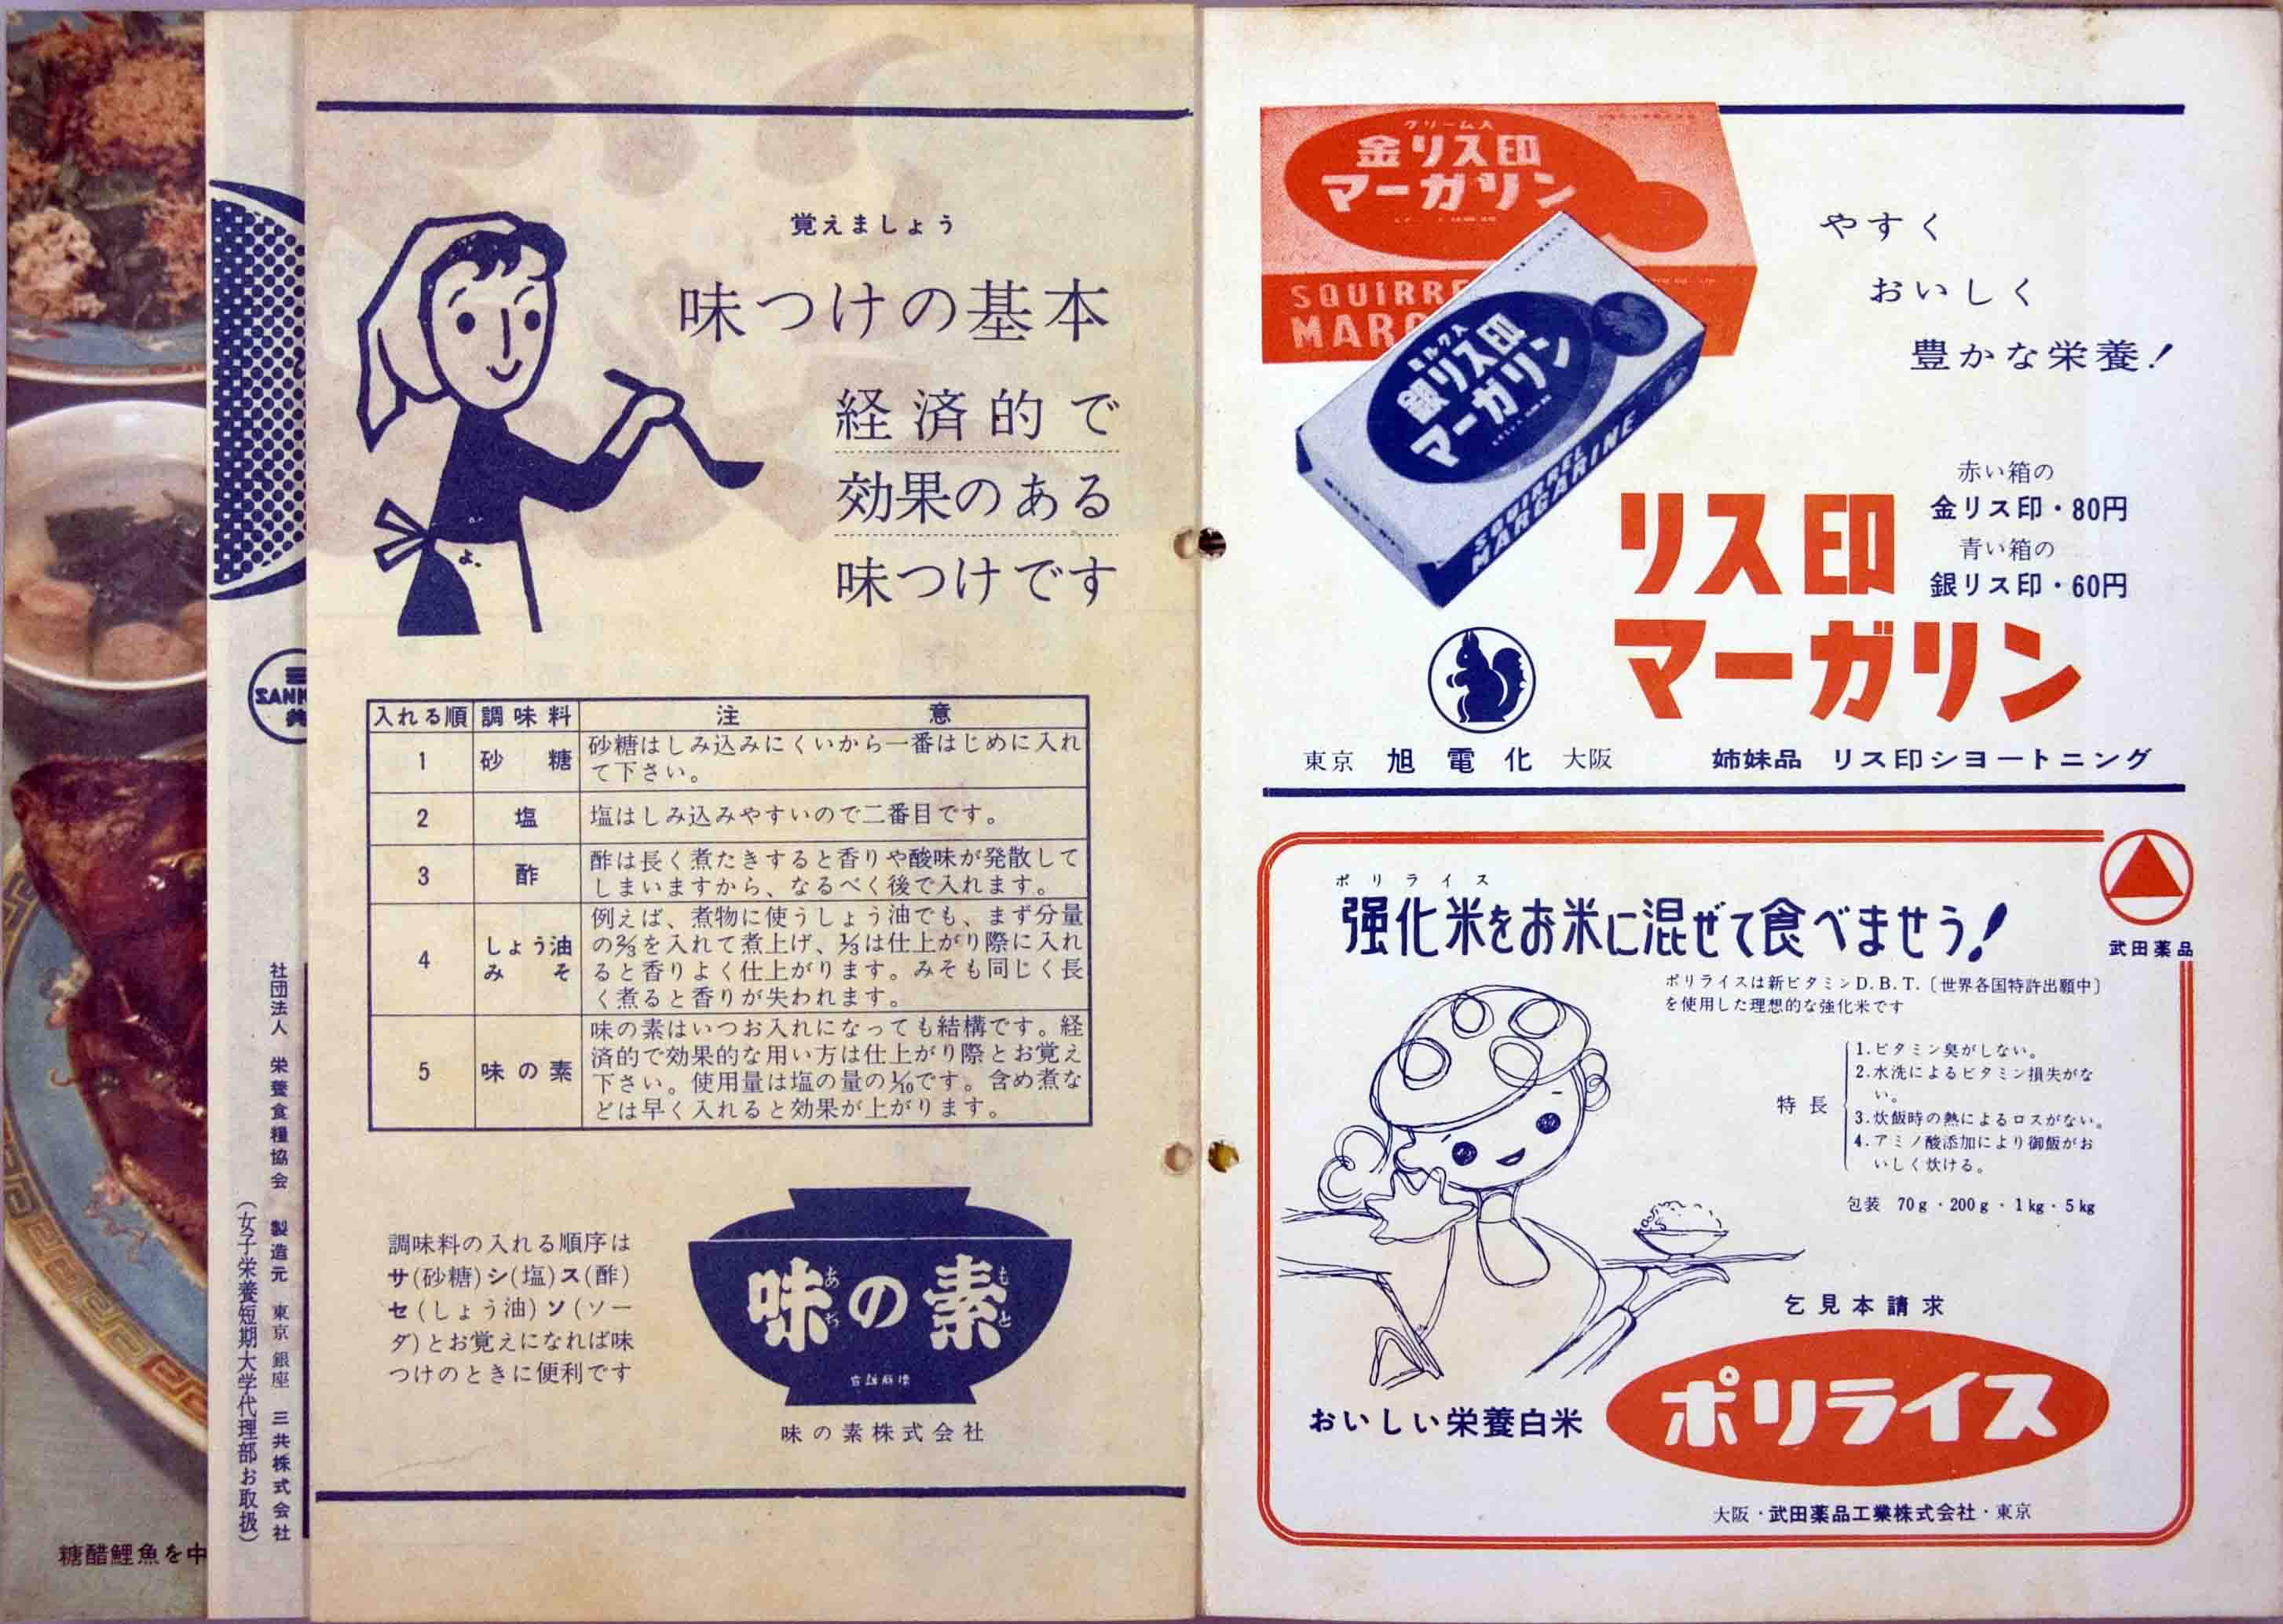 覚えましょう
味つけの基本
経済的で
効果のある
味つけです
入れる順 調味料 注意
1 砂糖 砂糖はしみ込みにくいから一番はじめに入れ
て下さい。
2 塩 塩はしみ込みやすいので二番目です。
3 酢 酢は長く煮たきすると香りや酸味が発散して
しまいますから、なるべく後で入れます。
4 しょう油 みそ 例えば、煮物に使うしょう油でも、まず分量
の⅔を入れて煮上げ、⅓は仕上がり際に入れ
ると香りよく仕上がります。みそも同じく長
く煮ると香りが失われます。
5 味の素 味の素はいつお入れになっても結構です。経
済的で効果的な用い方は仕上がり際とお覚え
下さい。使用量は塩の量の⅒です。含め煮な
どは早く入れると効果が上がります。
調味料の入れる順序は
サ(砂糖)シ(塩)ス(酢)
セ(しょう油)ソ(ソー
ダ)とお覚えになれば味
つけのときに便利です
味の素
あぢ もと
味の素株式会社
社団法人 栄養食糧協会 製造元 東京銀座 三共株式会社
(女子栄養短期大学代理部お取扱)
SANK
糖醋鯉魚を中
クリーム入
金リス印
マーガリン
SQUIRRE
MARG
ミルク入
銀リス印
マーガリン
SQUIRREL
MARGARINE
やすく
おいしく
豊かな栄養!
赤い箱の
金リス印・80円
青い箱の
銀リス印・60円
リス印
マーガリン
東京 旭電化 大阪 姉妹品 リス印シヨートニング
武田薬品
ポリライス
強化米をお米に混ぜて食べませう!
ポリライスは新ビタミンD.B.T.〔世界各国特許出願中〕
を使用した理想的な強化米です
特長
1.ビタミン臭がしない。
2.水洗によるビタミン損失がな
い。
3.炊飯時の熱によるロスがない。
4.アミノ酸添加により御飯がお
いしく炊ける。
包装 70g・200g・1kg・5kg
乞見本請求
おいしい栄養白米
ポリライス
大阪・武田薬品工業株式会社・東京